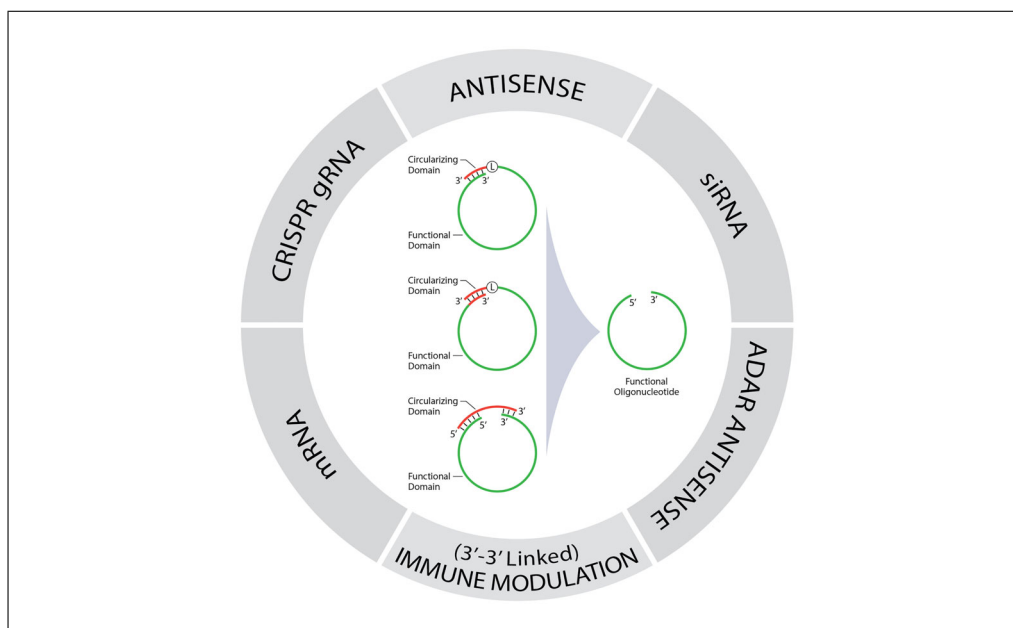 ANTISENSE
siRNA
ADAR ANTISENSE
(3'-3' Linked)
IMMUNE MODULATION
mRNA
CRISPR gRNA
Circularizing
Domain
L
3'
3'
Functional
Domain
Circularizing
Domain
L
3'
3'
Functional
Domain
Circularizing
Domain
3'
5'
3'
5'
Functional
Domain
5'
3'
Functional
Oligonucleotide